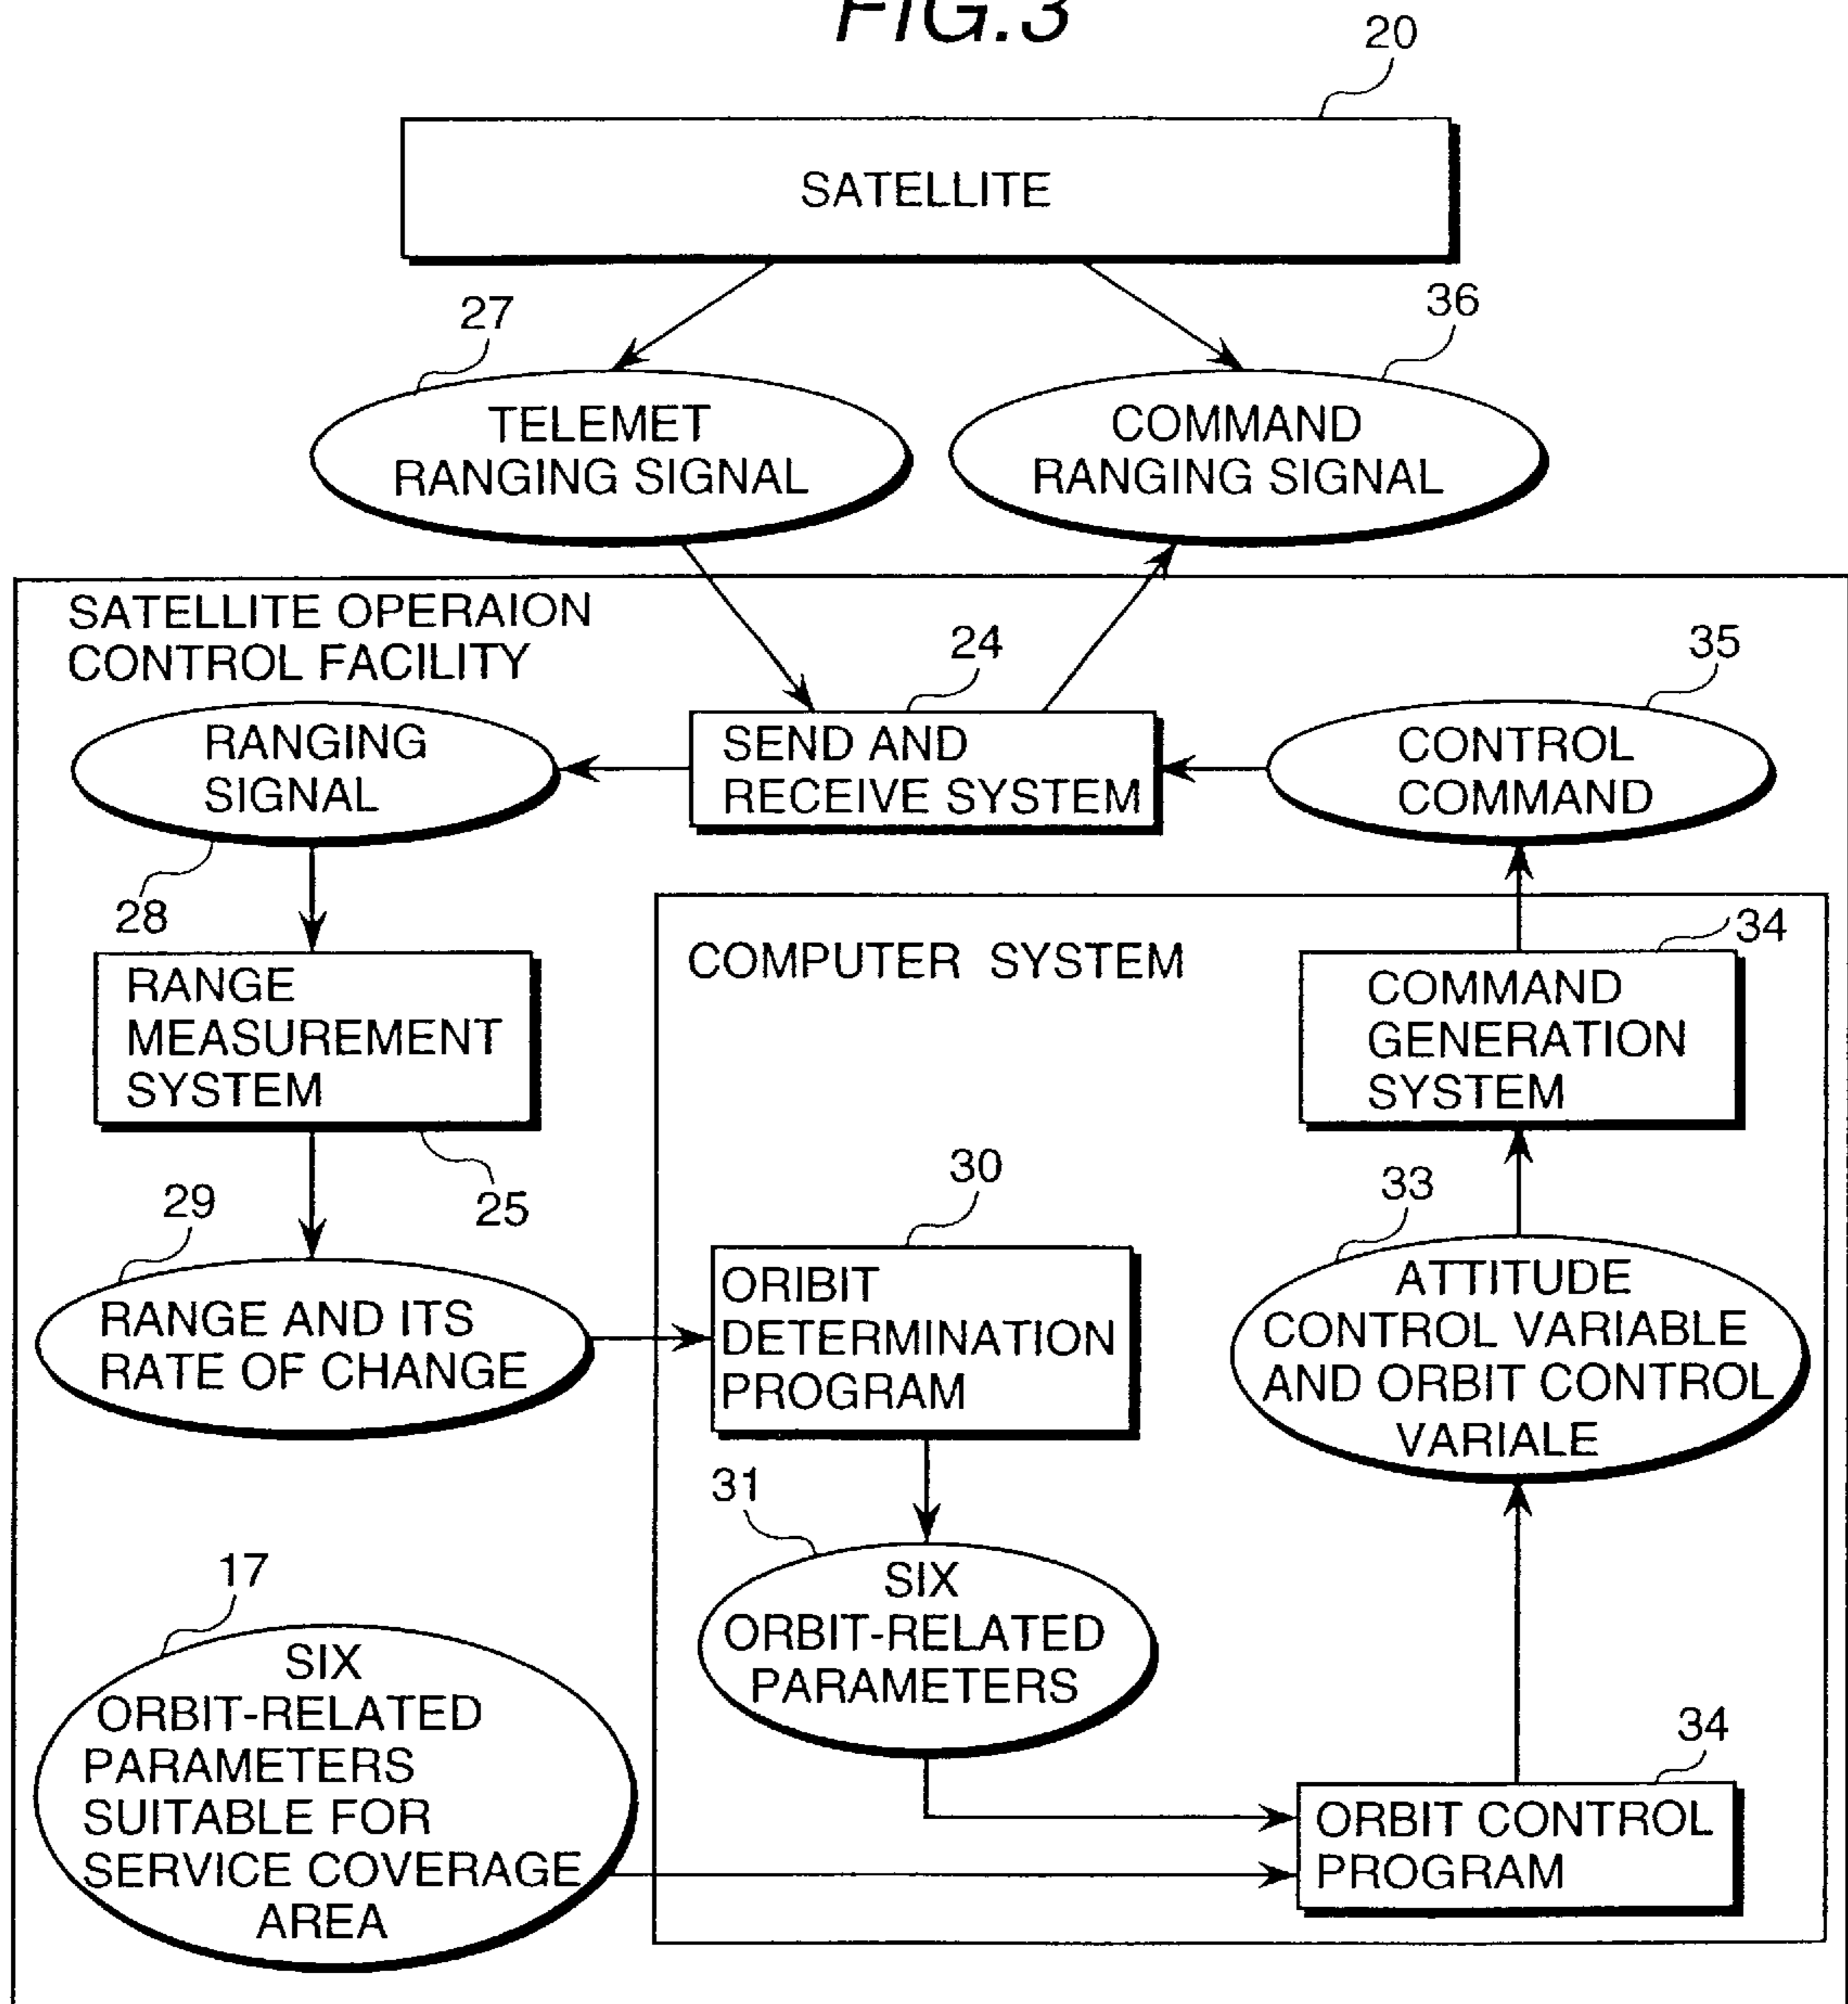 FIG.3
20
SATELLITE
27
36
TELEMET
RANGING SIGNAL
COMMAND
RANGING SIGNAL
SATELLITE OPERAION
CONTROL FACILITY
24
35
RANGING
SIGNAL
SEND AND
RECEIVE SYSTEM
CONTROL
COMMAND
28
34
COMPUTER SYSTEM
RANGE
MEASUREMENT
SYSTEM
COMMAND
GENERATION
SYSTEM
25
30
33
29
RANGE AND ITS
RATE OF CHANGE
ORIBIT
DETERMINATION
PROGRAM
ATTITUDE
CONTROL VARIABLE
AND ORBIT CONTROL
VARIALE
31
17
SIX
ORBIT-RELATED
PARAMETERS
SIX
ORBIT-RELATED
PARAMETERS
SUITABLE FOR
SERVICE COVERAGE
AREA
34
ORBIT CONTROL
PROGRAM